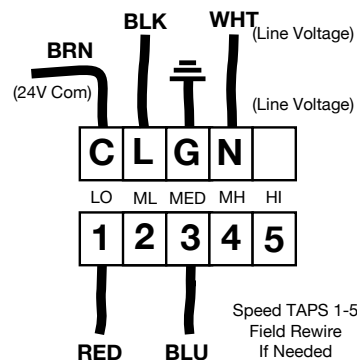 BLK WHT
(Line Voltage)
BRN
(24V Com)
(Line Voltage)
C L G N
LO ML MED MH HI
1 2 3 4 5
Speed TAPS 1-5
Field Rewire
RED BLU If Needed